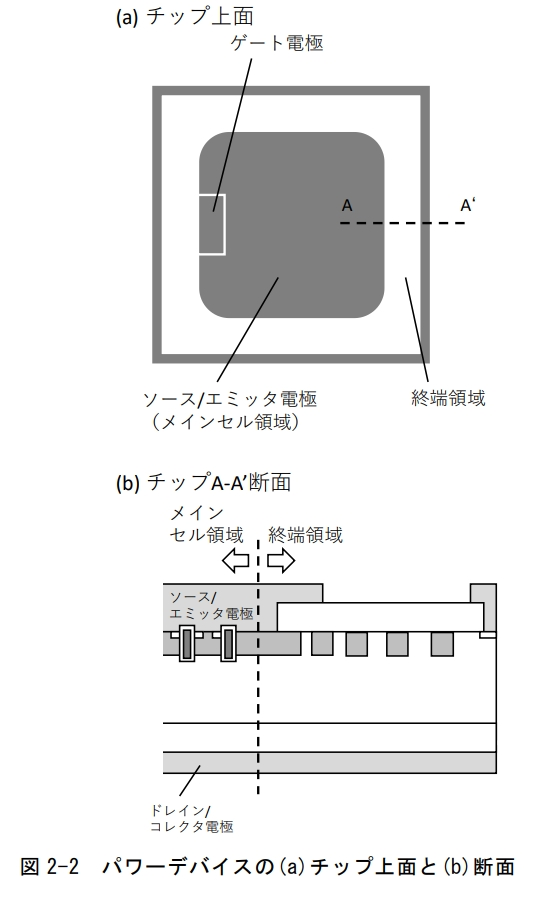 (a) チップ上面
ゲート電極
A
A‘
ソース/エミッタ電極
（メインセル領域）
終端領域
(b) チップA-A’断面
メイン
セル領域
終端領域
ソース/
エミッタ電極
ドレイン/
コレクタ電極
図 2-2 パワーデバイスの(a)チップ上面と(b)断面